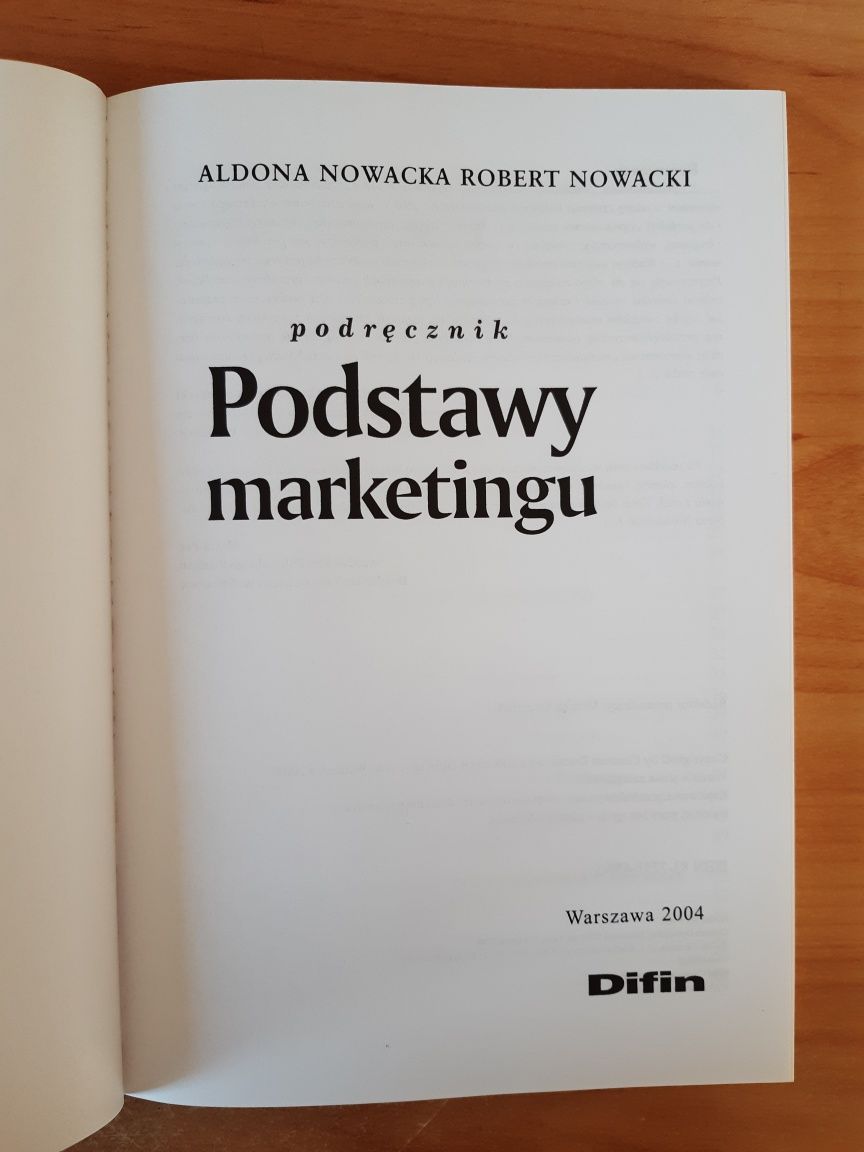 ALDONA NOWACKA ROBERT NOWACKI
podręcznik
Podstawy
marketingu
Warszawa 2004
Difin